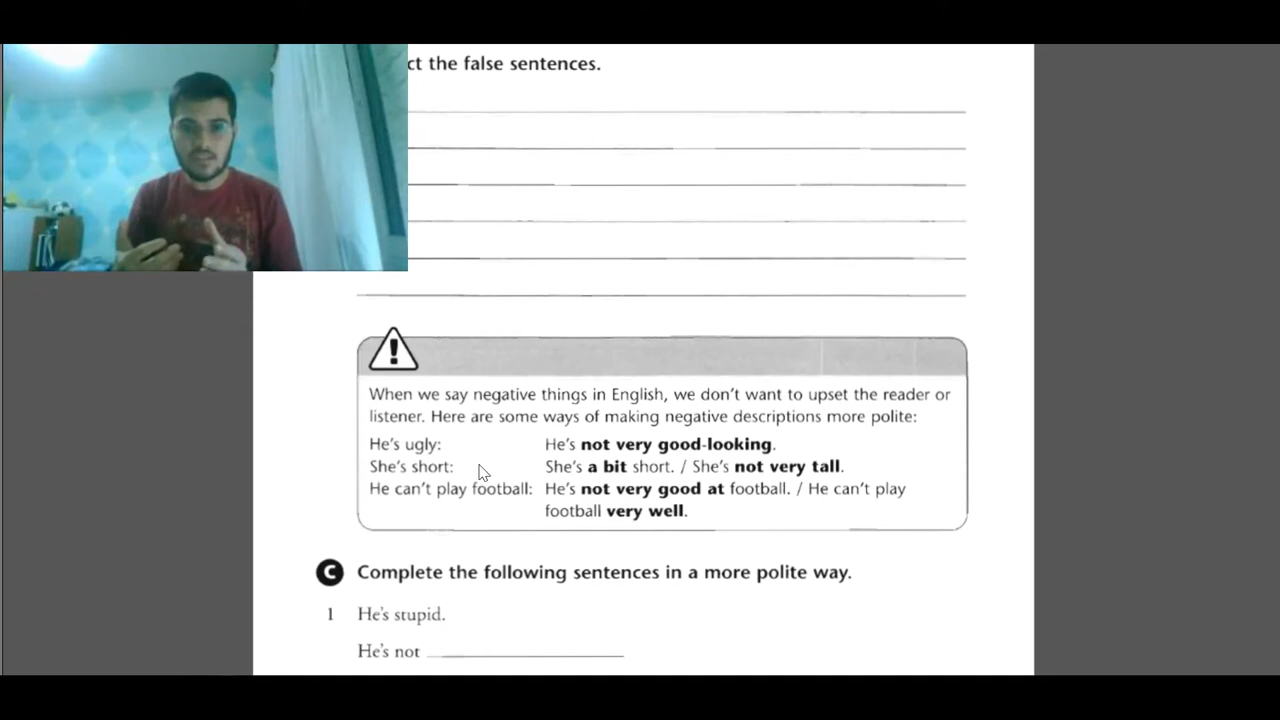 ct the false sentences.
When we say negative things in English, we don't want to upset the reader or
listener. Here are some ways of making negative descriptions more polite:
He's ugly: He's not very good-looking.
She's short: She's a bit short. / She's not very tall.
He can't play football: He's not very good at football. / He can't play
football very well.
C Complete the following sentences in a more polite way.
1 He's stupid.
He's not